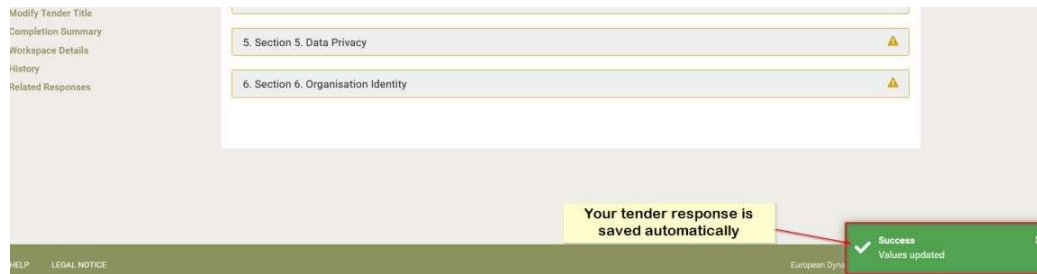 Modify Tender Title
Completion Summary
Workspace Details
History
Related Responses
5. Section 5. Data Privacy
6. Section 6. Organisation Identity
Your tender response is
saved automatically
Success
Values updated
HELP LEGAL NOTICE
European